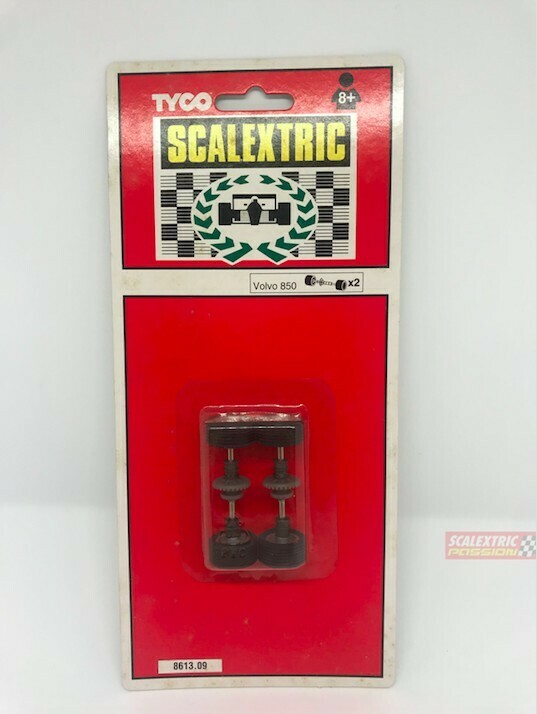 TYCO
8+
SCALEXTRIC
Volvo 850 x2
SCALEXTRIC
PASSION
8613.09